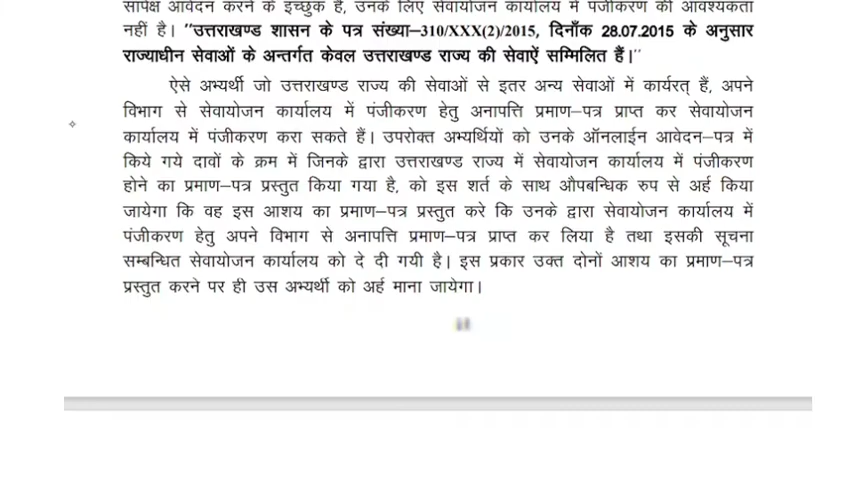 सापेक्ष आवेदन करने के इच्छुक हैं, उनके लिए सेवायोजन कार्यालय में पंजीकरण की आवश्यकता
नहीं है। "उत्तराखण्ड शासन के पत्र संख्या–310/XXX(2)/2015, दिनाँक 28.07.2015 के अनुसार
राज्याधीन सेवाओं के अन्तर्गत केवल उत्तराखण्ड राज्य की सेवाऐं सम्मिलित हैं।"
ऐसे अभ्यर्थी जो उत्तराखण्ड राज्य की सेवाओं से इतर अन्य सेवाओं में कार्यरत् हैं, अपने
विभाग से सेवायोजन कार्यालय में पंजीकरण हेतु अनापत्ति प्रमाण–पत्र प्राप्त कर सेवायोजन
कार्यालय में पंजीकरण करा सकते हैं। उपरोक्त अभ्यर्थियों को उनके ऑनलाईन आवेदन–पत्र में
किये गये दावों के क्रम में जिनके द्वारा उत्तराखण्ड राज्य में सेवायोजन कार्यालय में पंजीकरण
होने का प्रमाण–पत्र प्रस्तुत किया गया है, को इस शर्त के साथ औपबन्धिक रुप से अर्ह किया
जायेगा कि वह इस आशय का प्रमाण–पत्र प्रस्तुत करे कि उनके द्वारा सेवायोजन कार्यालय में
पंजीकरण हेतु अपने विभाग से अनापत्ति प्रमाण–पत्र प्राप्त कर लिया है तथा इसकी सूचना
सम्बन्धित सेवायोजन कार्यालय को दे दी गयी है। इस प्रकार उक्त दोनों आशय का प्रमाण–पत्र
प्रस्तुत करने पर ही उस अभ्यर्थी को अर्ह माना जायेगा।